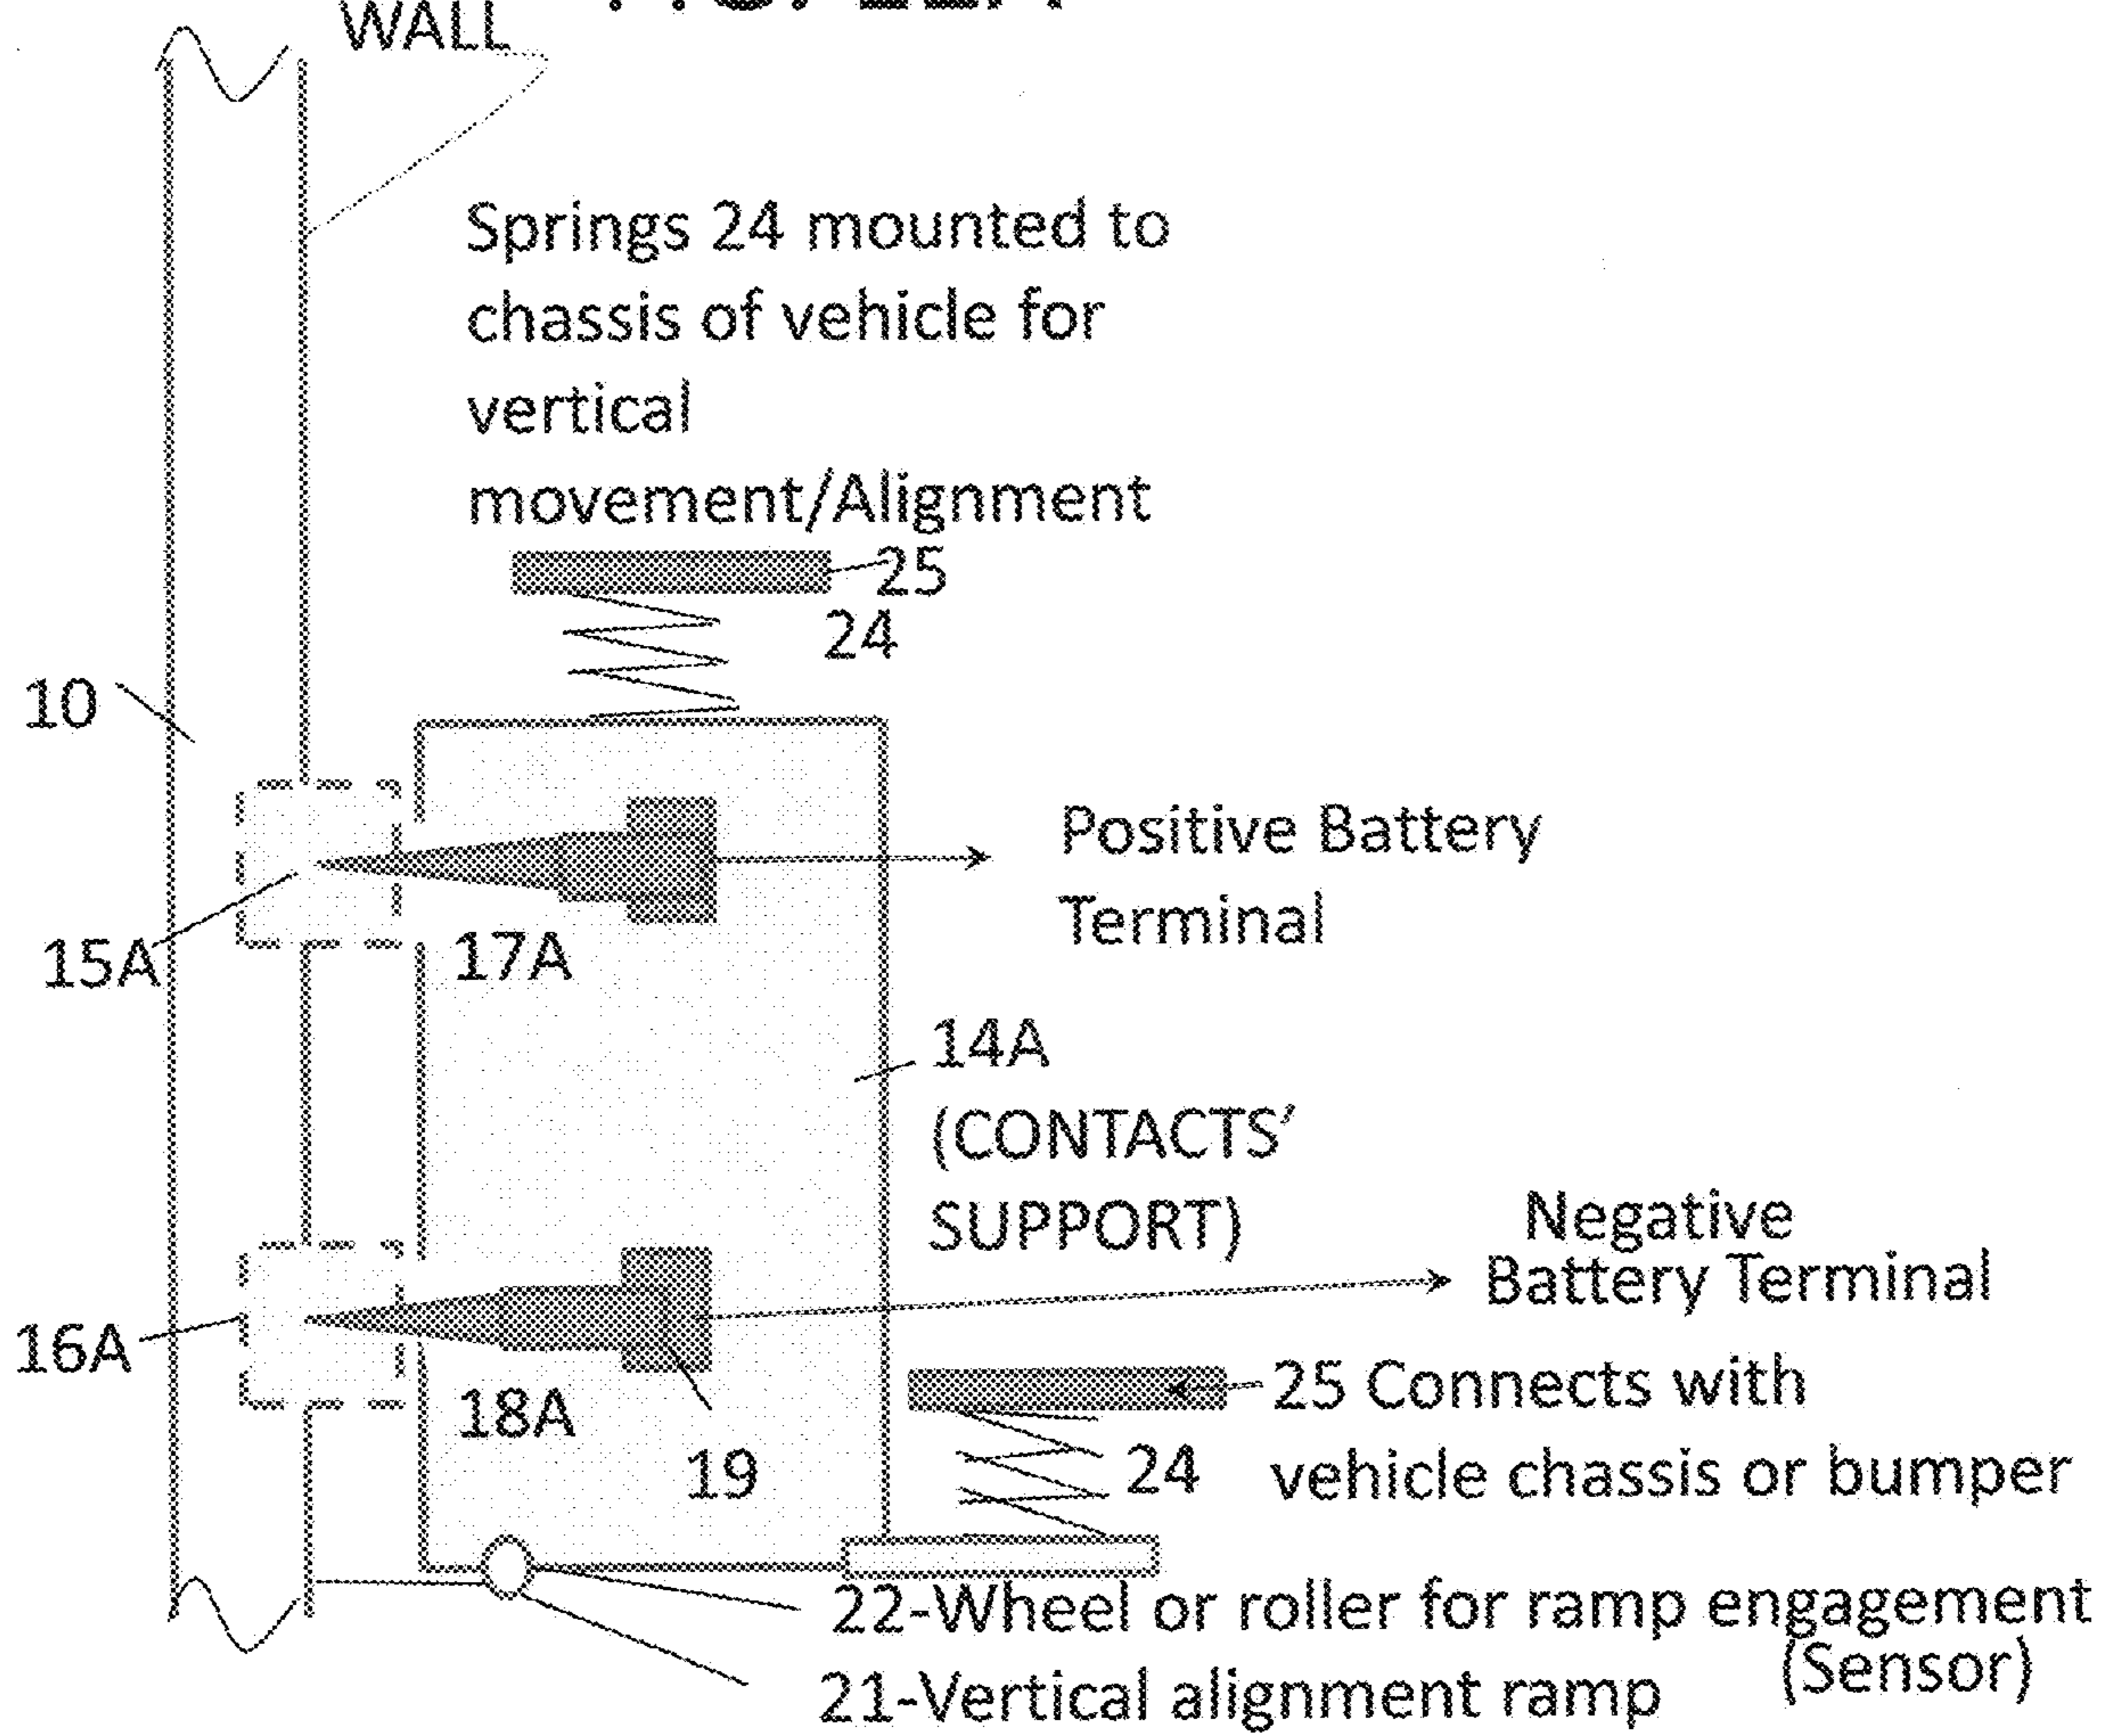 WALL
Springs 24 mounted to
chassis of vehicle for
vertical
movement/Alignment
25
24
10
Positive Battery
Terminal
15A
17A
14A
(CONTACTS'
SUPPORT)
Negative
Battery Terminal
16A
18A
19
25 Connects with
24
vehicle chassis or bumper
22-Wheel or roller for ramp engagement
(Sensor)
21-Vertical alignment ramp